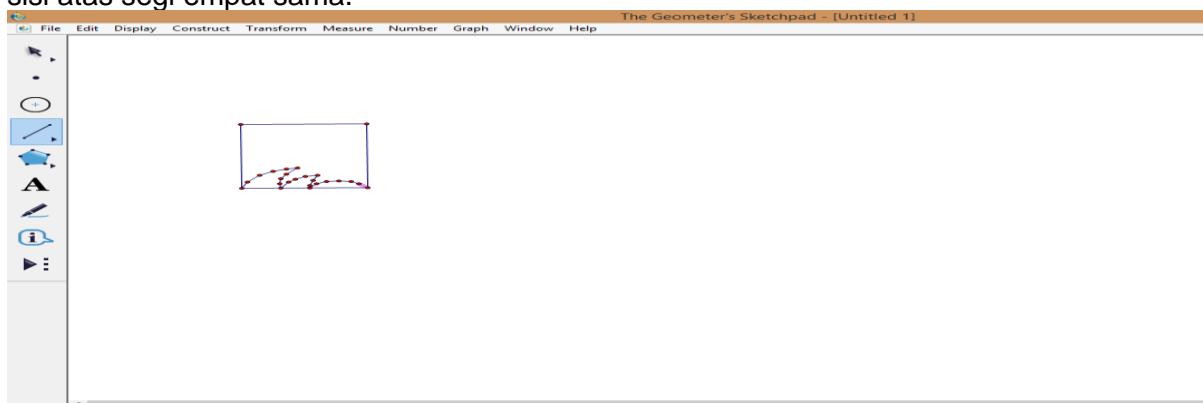 sisi atas segi empat sama.
The Geometer's Sketchpad - [Untitled 1]
File Edit Display Construct Transform Measure Number Graph Window Help
A
i